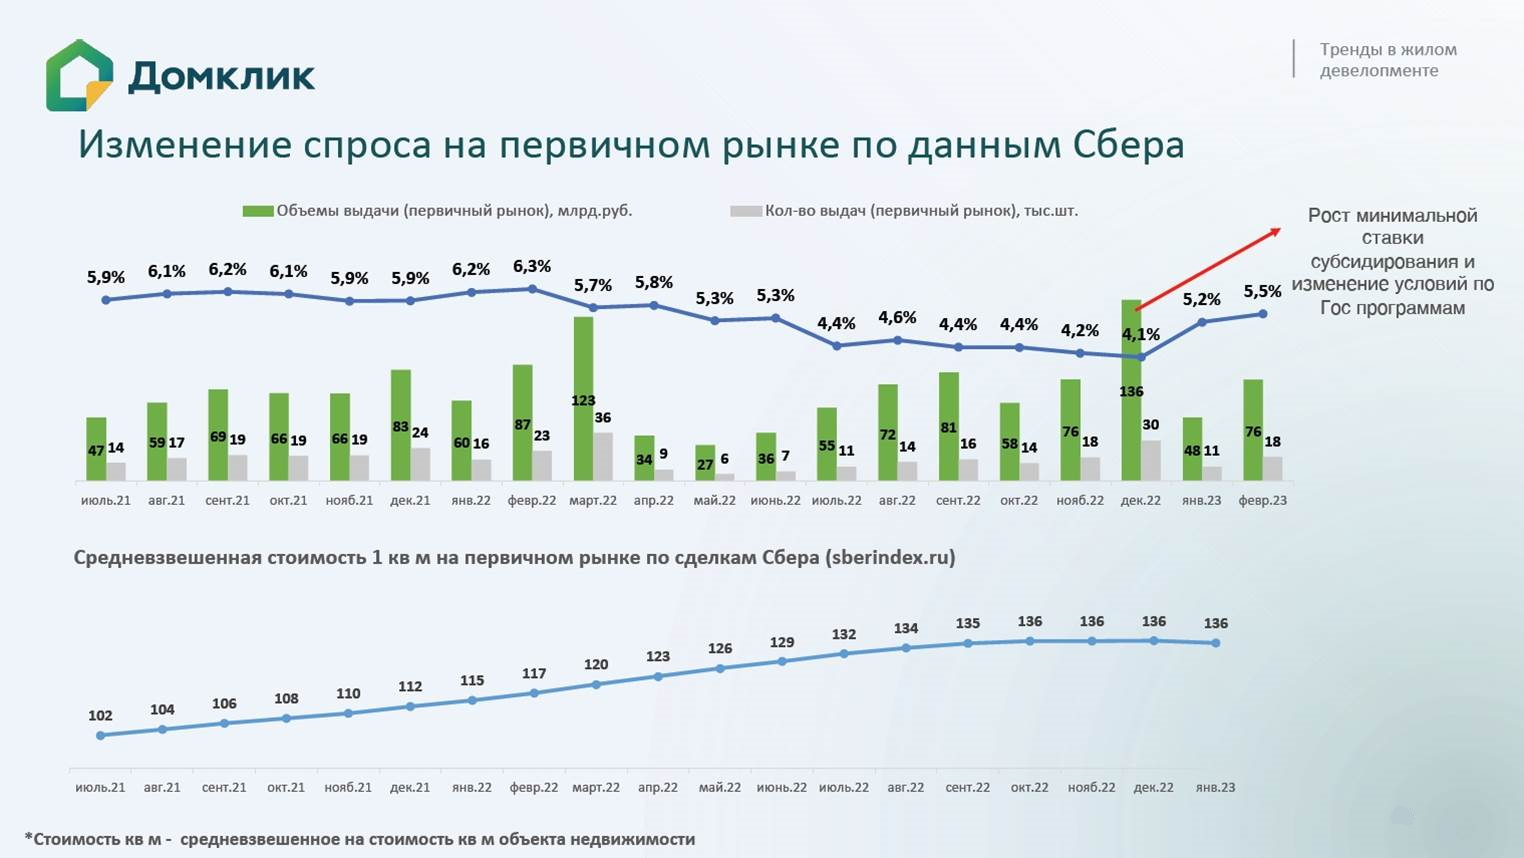 Домклик
Тренды в жилом
девелопменте
Изменение спроса на первичном рынке по данным Сбера
Объемы выдачи (первичный рынок), млрд.руб.
Кол-во выдач (первичный рынок), тыс.шт.
Рост минимальной
ставки
субсидирования и
изменение условий по
Гос программам
5,9% 6,1% 6,2% 6,1% 5,9% 5,9% 6,2% 6,3% 5,7% 5,8% 5,3% 5,3% 4,4% 4,6% 4,4% 4,4% 4,2% 4,1% 5,2% 5,5%
47 14 59 17 69 19 66 19 66 19 83 24 60 16 87 23 123 36 34 9 27 6 36 7 55 11 72 14 81 16 58 14 76 18 136 30 48 11 76 18
июль.21 авг.21 сент.21 окт.21 нояб.21 дек.21 янв.22 февр.22 март.22 апр.22 май.22 июнь.22 июль.22 авг.22 сент.22 окт.22 нояб.22 дек.22 янв.23 февр.23
Средневзвешенная стоимость 1 кв м на первичном рынке по сделкам Сбера (sberindex.ru)
102 104 106 108 110 112 115 117 120 123 126 129 132 134 135 136 136 136 136
июль.21 авг.21 сент.21 окт.21 нояб.21 дек.21 янв.22 февр.22 март.22 апр.22 май.22 июнь.22 июль.22 авг.22 сент.22 окт.22 нояб.22 дек.22 янв.23
*Стоимость кв м - средневзвешенное на стоимость кв м объекта недвижимости